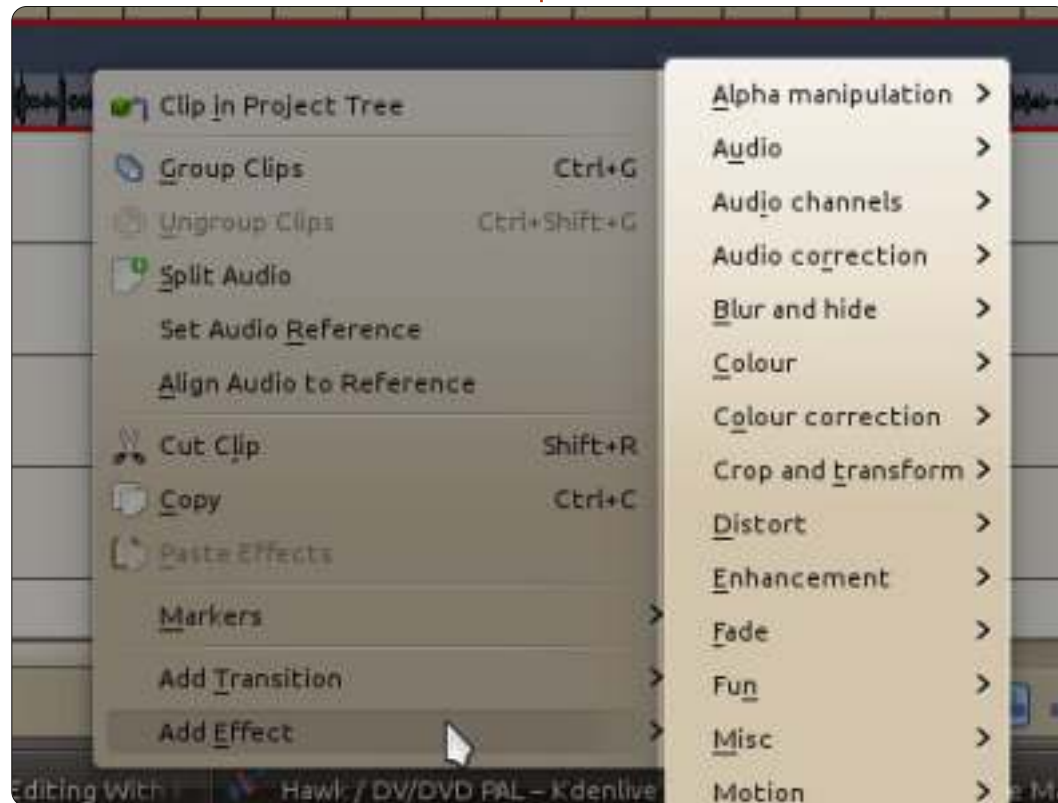 Clip in Project Tree
Group Clips Ctrl+G
Ungroup Clips Ctrl+Shift+G
Split Audio
Set Audio Reference
Align Audio to Reference
Cut Clip Shift+R
Copy Ctrl+C
Paste Effects
Markers >
Add Transition >
Add Effect >
Alpha manipulation >
Audio >
Audio channels >
Audio correction >
Blur and hide >
Colour >
Colour correction >
Crop and transform >
Distort >
Enhancement >
Fade >
Fun >
Misc >
Motion >
Editing With
Hawk / DV/DVD PAL – Kdenlive